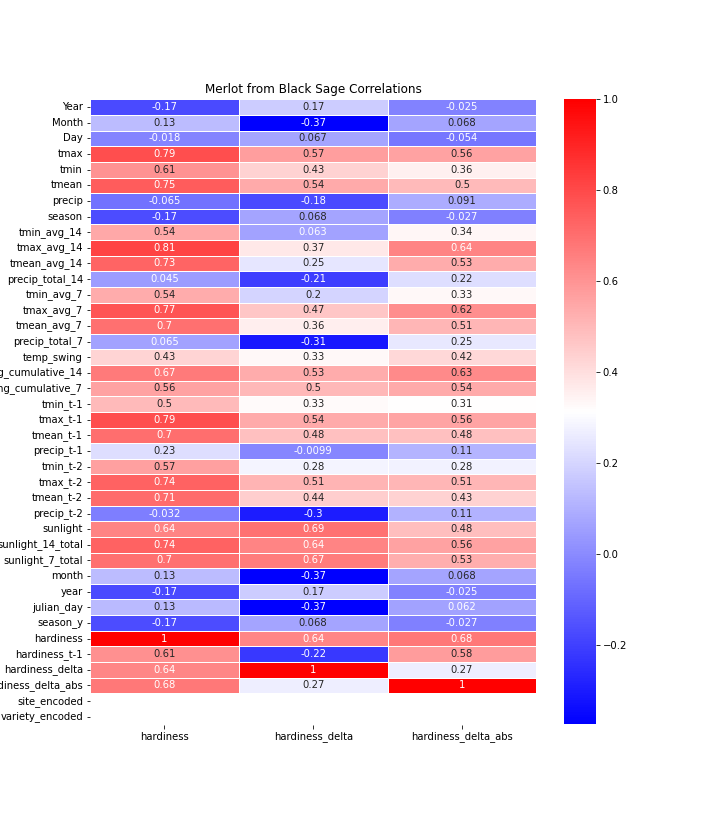 Merlot from Black Sage Correlations
Year -0.17 0.17 -0.025
Month 0.13 -0.37 0.068
Day -0.018 0.067 -0.054
tmax 0.79 0.57 0.56
tmin 0.61 0.43 0.36
tmean 0.75 0.54 0.5
precip -0.065 -0.18 0.091
season -0.17 0.068 -0.027
tmin_avg_14 0.54 0.063 0.34
tmax_avg_14 0.81 0.37 0.64
tmean_avg_14 0.73 0.25 0.53
precip_total_14 0.045 -0.21 0.22
tmin_avg_7 0.54 0.2 0.33
tmax_avg_7 0.77 0.47 0.62
tmean_avg_7 0.7 0.36 0.51
precip_total_7 0.065 -0.31 0.25
temp_swing 0.43 0.33 0.42
g_cumulative_14 0.67 0.53 0.63
ng_cumulative_7 0.56 0.5 0.54
tmin_t-1 0.5 0.33 0.31
tmax_t-1 0.79 0.54 0.56
tmean_t-1 0.7 0.48 0.48
precip_t-1 0.23 -0.0099 0.11
tmin_t-2 0.57 0.28 0.28
tmax_t-2 0.74 0.51 0.51
tmean_t-2 0.71 0.44 0.43
precip_t-2 -0.032 -0.3 0.11
sunlight 0.64 0.69 0.48
sunlight_14_total 0.74 0.64 0.56
sunlight_7_total 0.7 0.67 0.53
month 0.13 -0.37 0.068
year -0.17 0.17 -0.025
julian_day 0.13 -0.37 0.062
season_y -0.17 0.068 -0.027
hardiness 1 0.64 0.68
hardiness_t-1 0.61 -0.22 0.58
hardiness_delta 0.64 1 0.27
diness_delta_abs 0.68 0.27 1
site_encoded
variety_encoded
hardiness hardiness_delta hardiness_delta_abs
1.0
0.8
0.6
0.4
0.2
0.0
−0.2